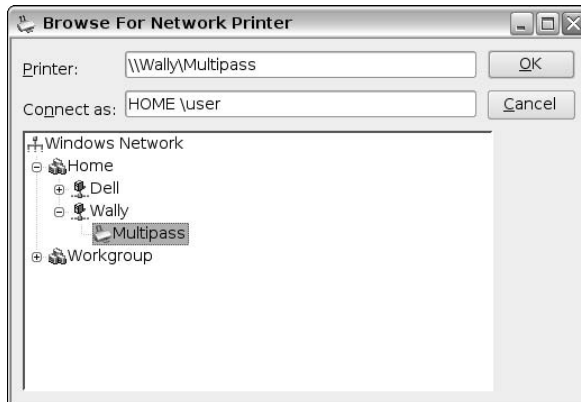 Browse For Network Printer
Printer: \\Wally\Multipass OK
Connect as: HOME \user Cancel
Windows Network
Home
Dell
Wally
Multipass
Workgroup